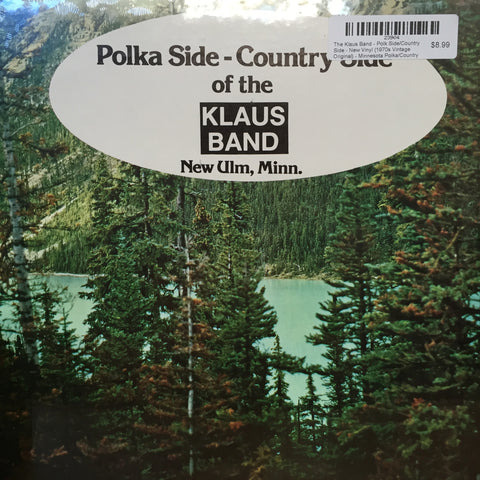 Polka Side - Country Side
of the
KLAUS
BAND
New Ulm, Minn.
The Klaus Band - Polk Side/Country
Side - New Vinyl (1970s Vintage
Original) - Minnesota Polka/Country
$8.99